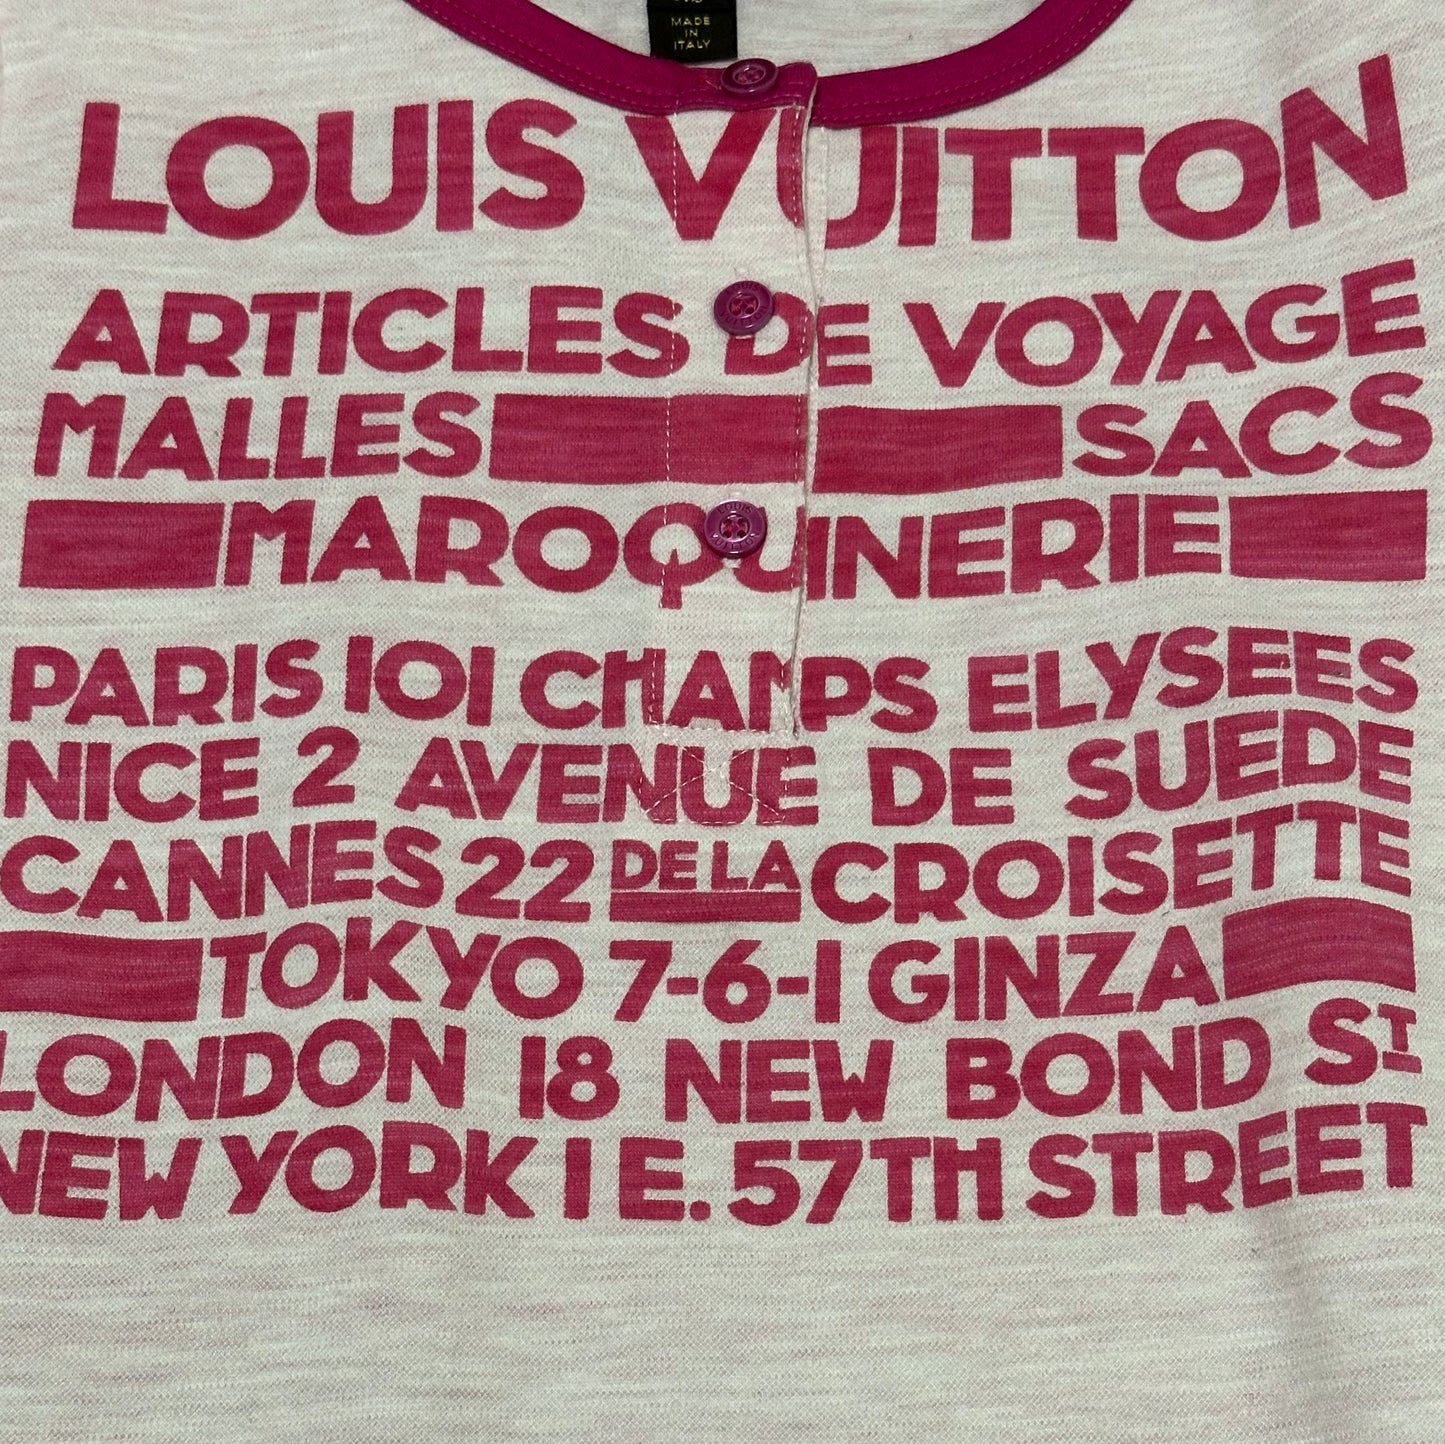 MADE
IN
ITALY
LOUIS VUITTON
ARTICLES DE VOYAGE
MALLES SACS
MAROQUINERIE
PARIS 101 CHAMPS ELYSEES
NICE 2 AVENUE DE SUEDE
CANNES 22 DE LA CROISETTE
TOKYO 7-6-1 GINZA
LONDON 18 NEW BOND ST
NEW YORK 1 E. 57TH STREET